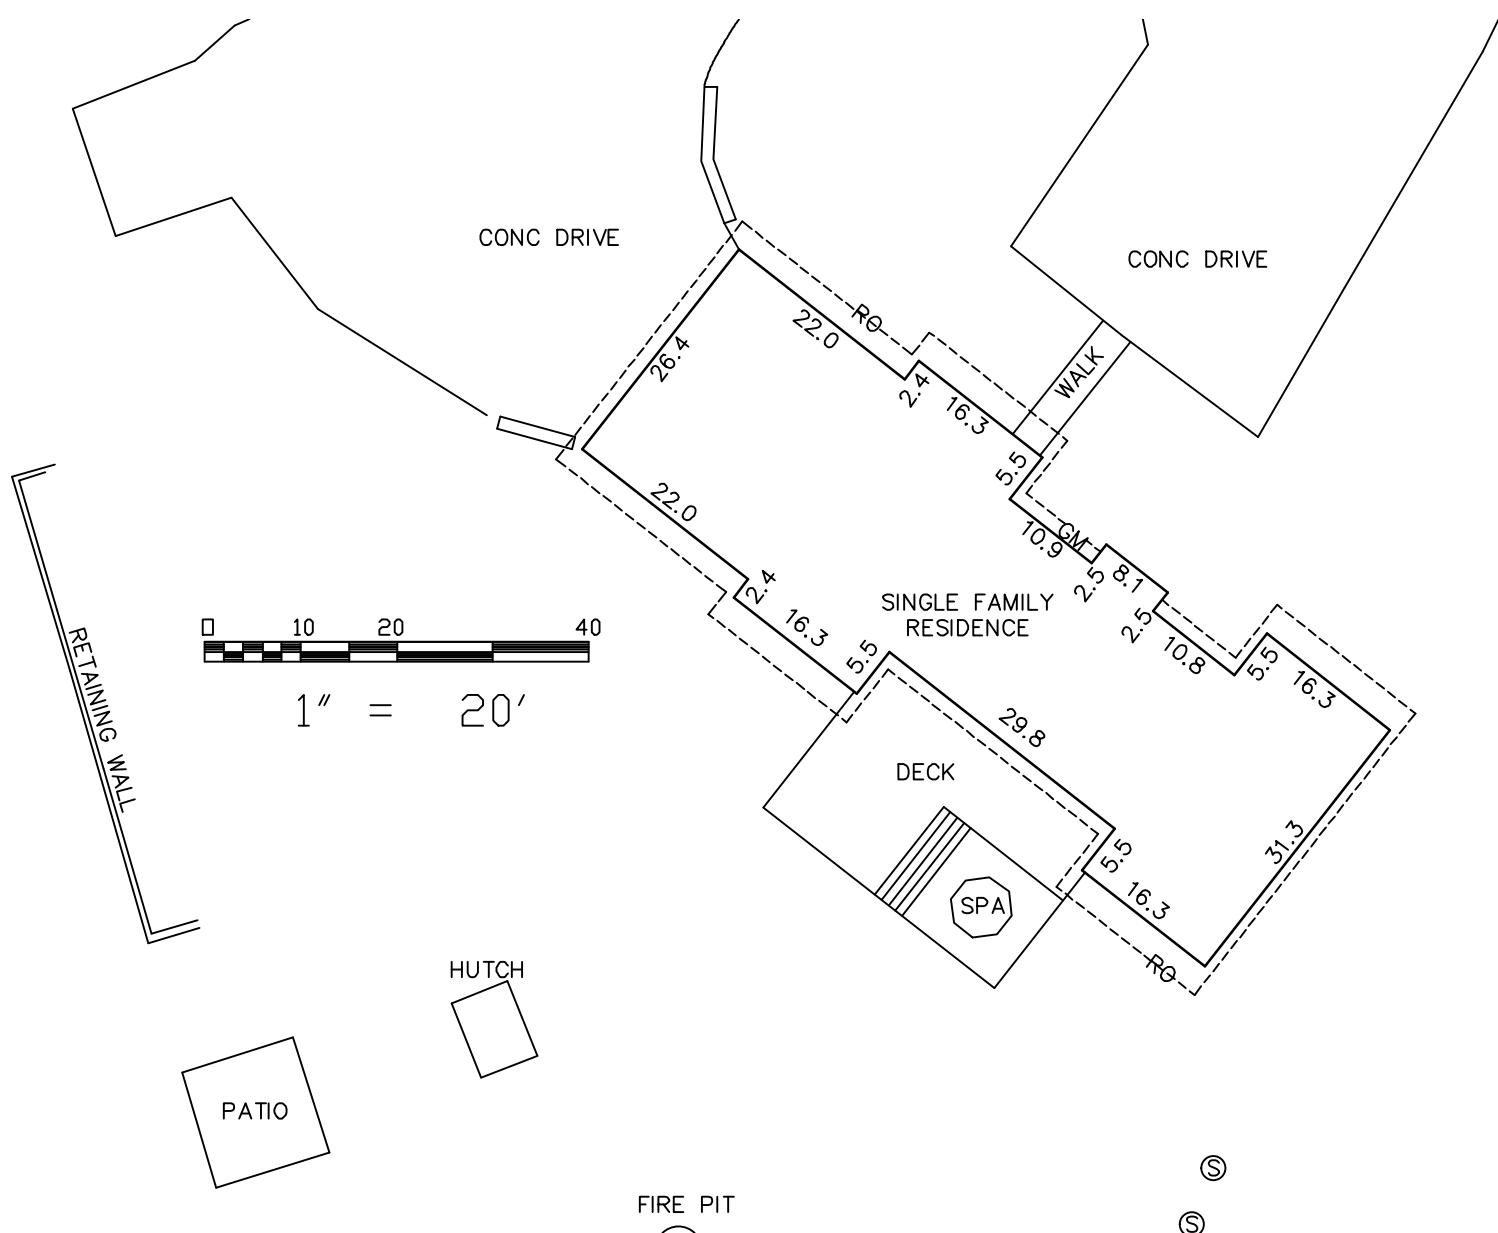 CONC DRIVE
CONC DRIVE
RO
22.0
26.4
WALK
2.4
16.3
5.5
22.0
10.9
GM
2.5
8.1
2.4
SINGLE FAMILY
RESIDENCE
2.5
10.8
5.5
16.3
16.3
5.5
0 10 20 40
1" = 20'
RETAINING WALL
29.8
DECK
31.3
5.5
16.3
SPA
RO
HUTCH
PATIO
S
FIRE PIT
S